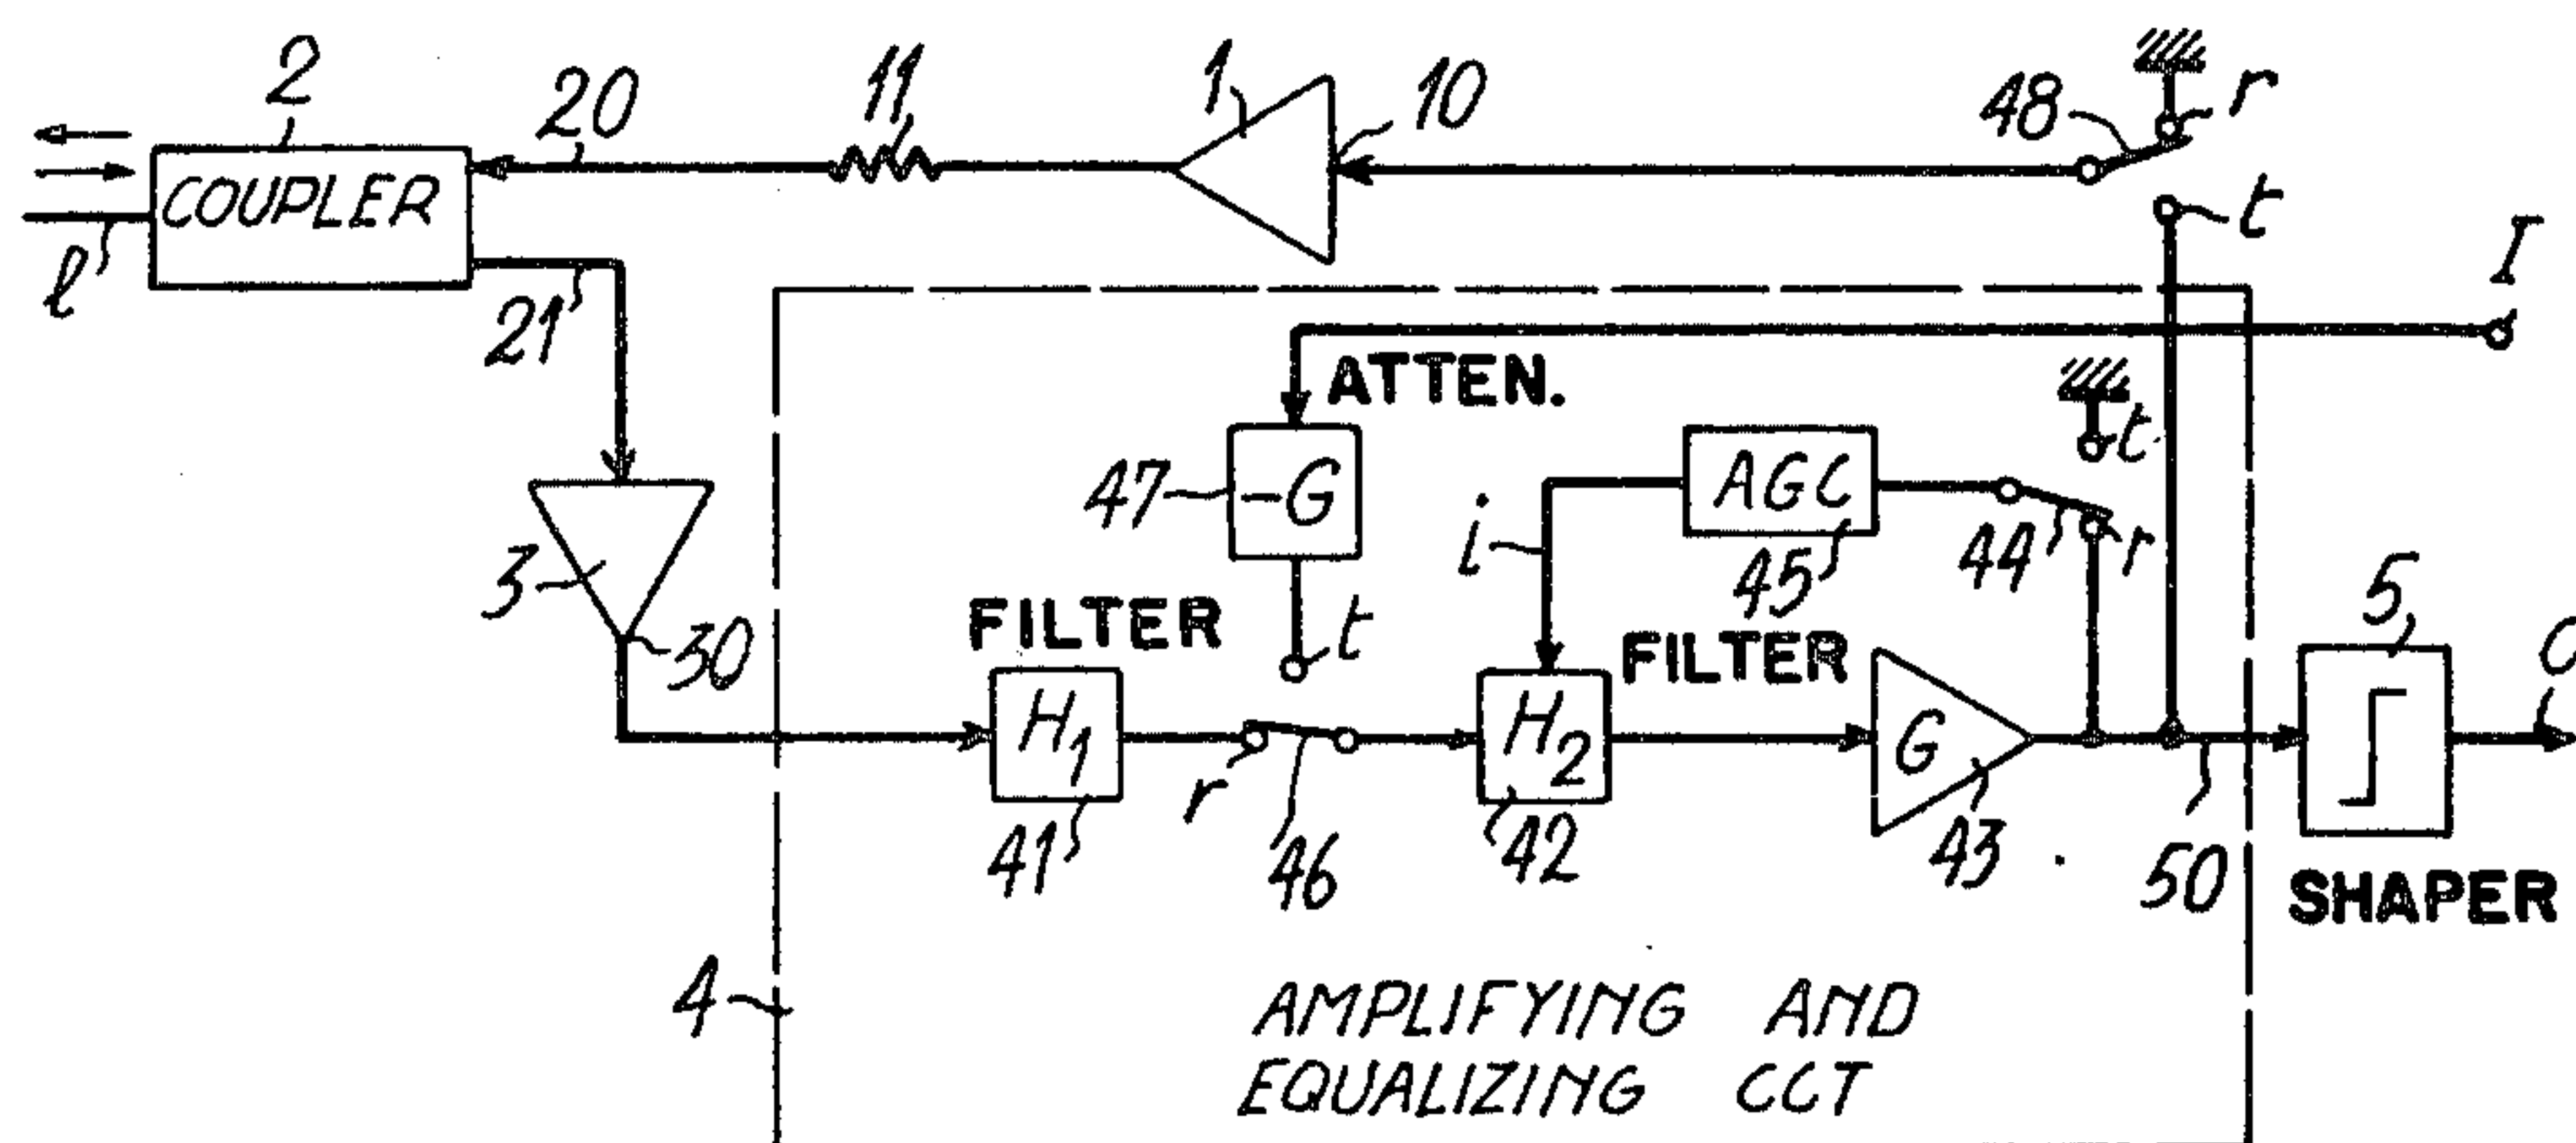 2
20
11
1
10
48
r
COUPLER
t
I
l
21
ATTEN.
t
47
-G
i
AGC
44
r
3
45
5
O
30
FILTER
t
FILTER
H1
H2
G
r
41
46
42
43
50
SHAPER
4
AMPLIFYING AND
EQUALIZING CCT